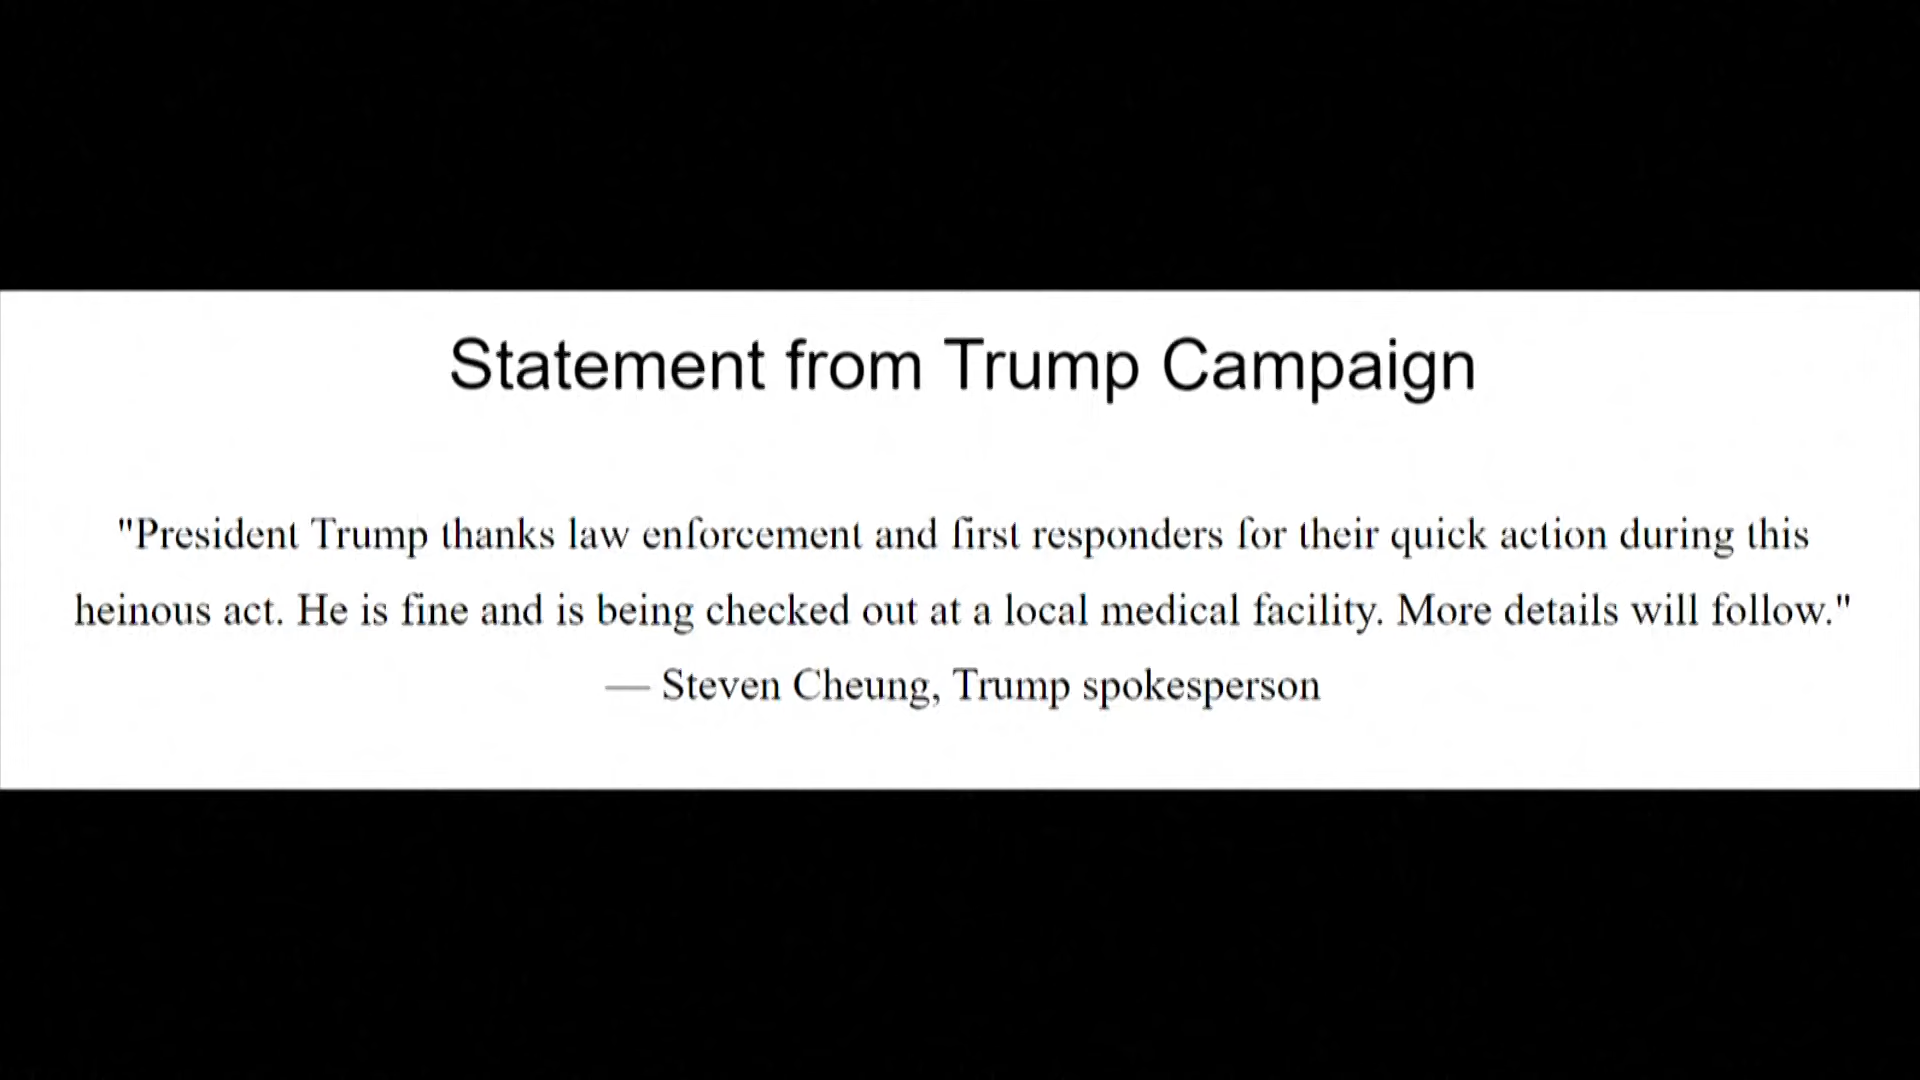 Statement from Trump Campaign
"President Trump thanks law enforcement and first responders for their quick action during this
heinous act. He is fine and is being checked out at a local medical facility. More details will follow."
— Steven Cheung, Trump spokesperson